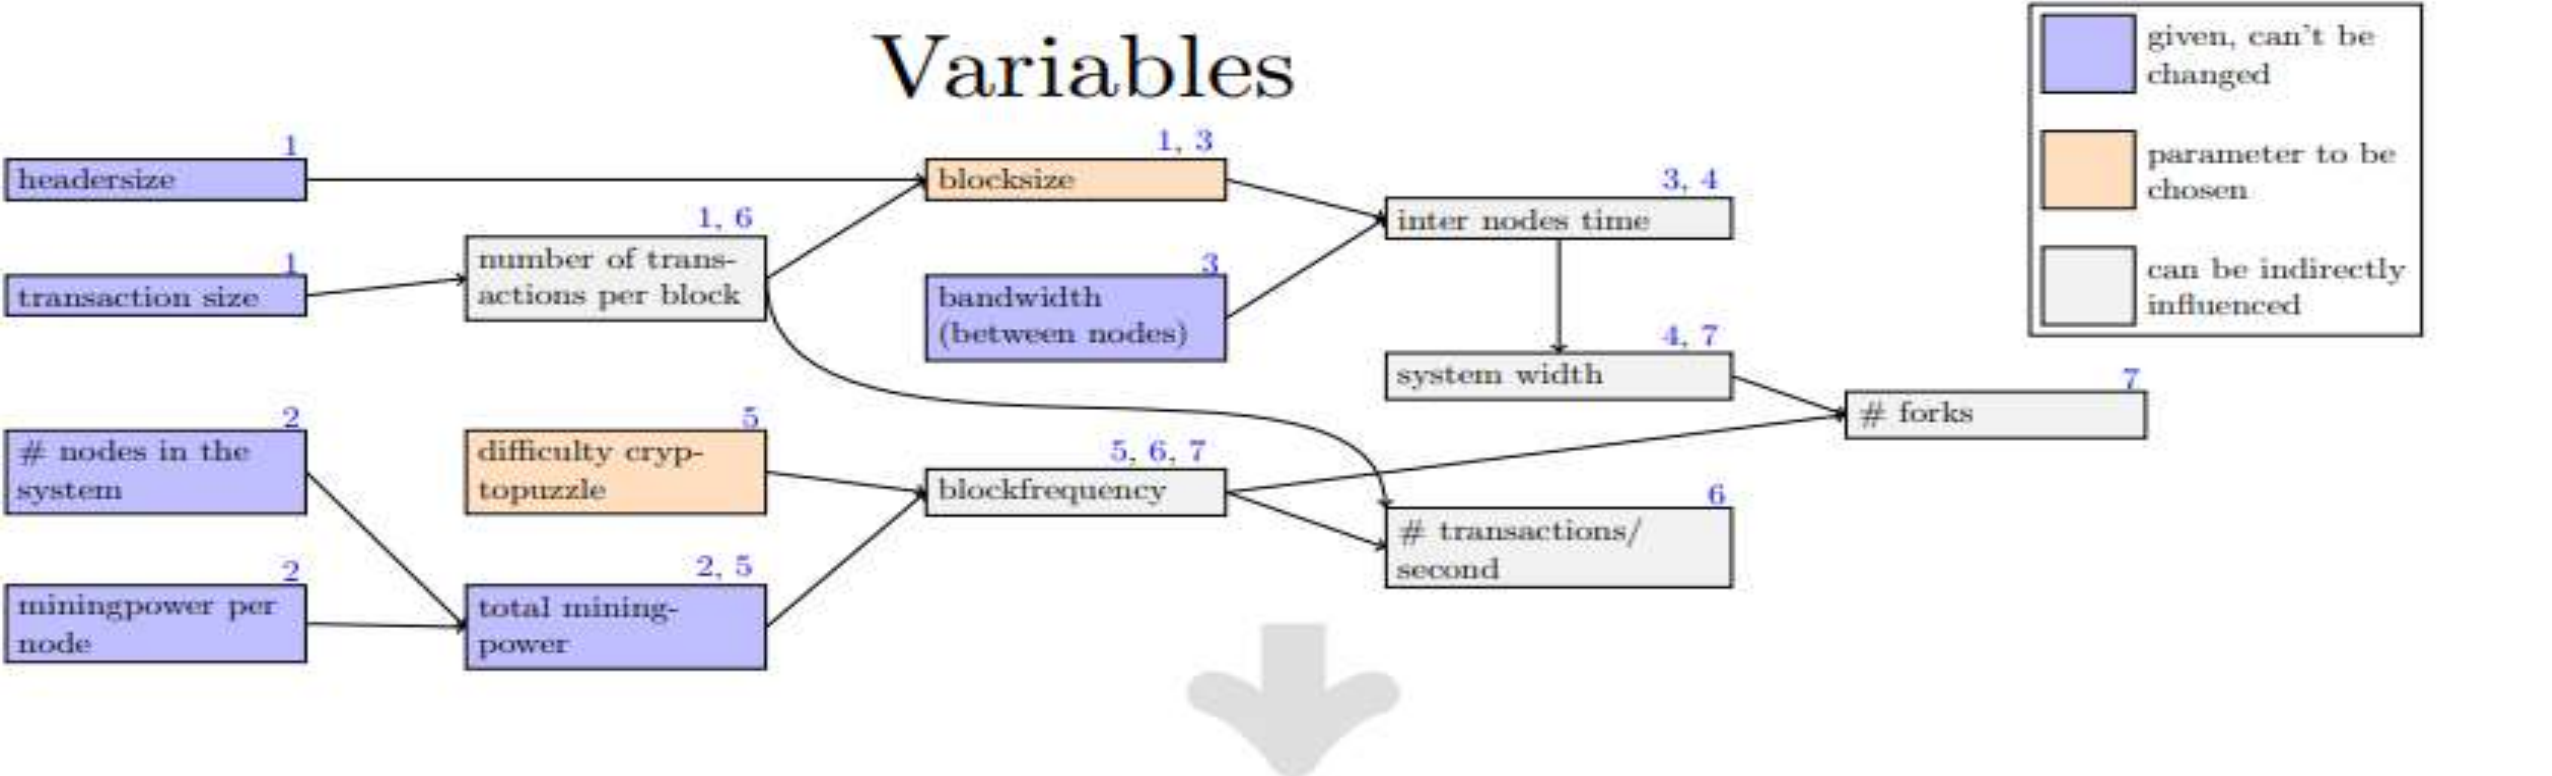 Variables
given, can't be
changed
parameter to be
chosen
can be indirectly
influenced
1
headersize
1, 3
blocksize
3, 4
inter nodes time
1
transaction size
1, 6
number of trans-
actions per block
3
bandwidth
(between nodes)
4, 7
system width
7
# forks
2
# nodes in the
system
5
difficulty cryp-
topuzzle
5, 6, 7
blockfrequency
6
# transactions/
second
2
miningpower per
node
2, 5
total mining-
power